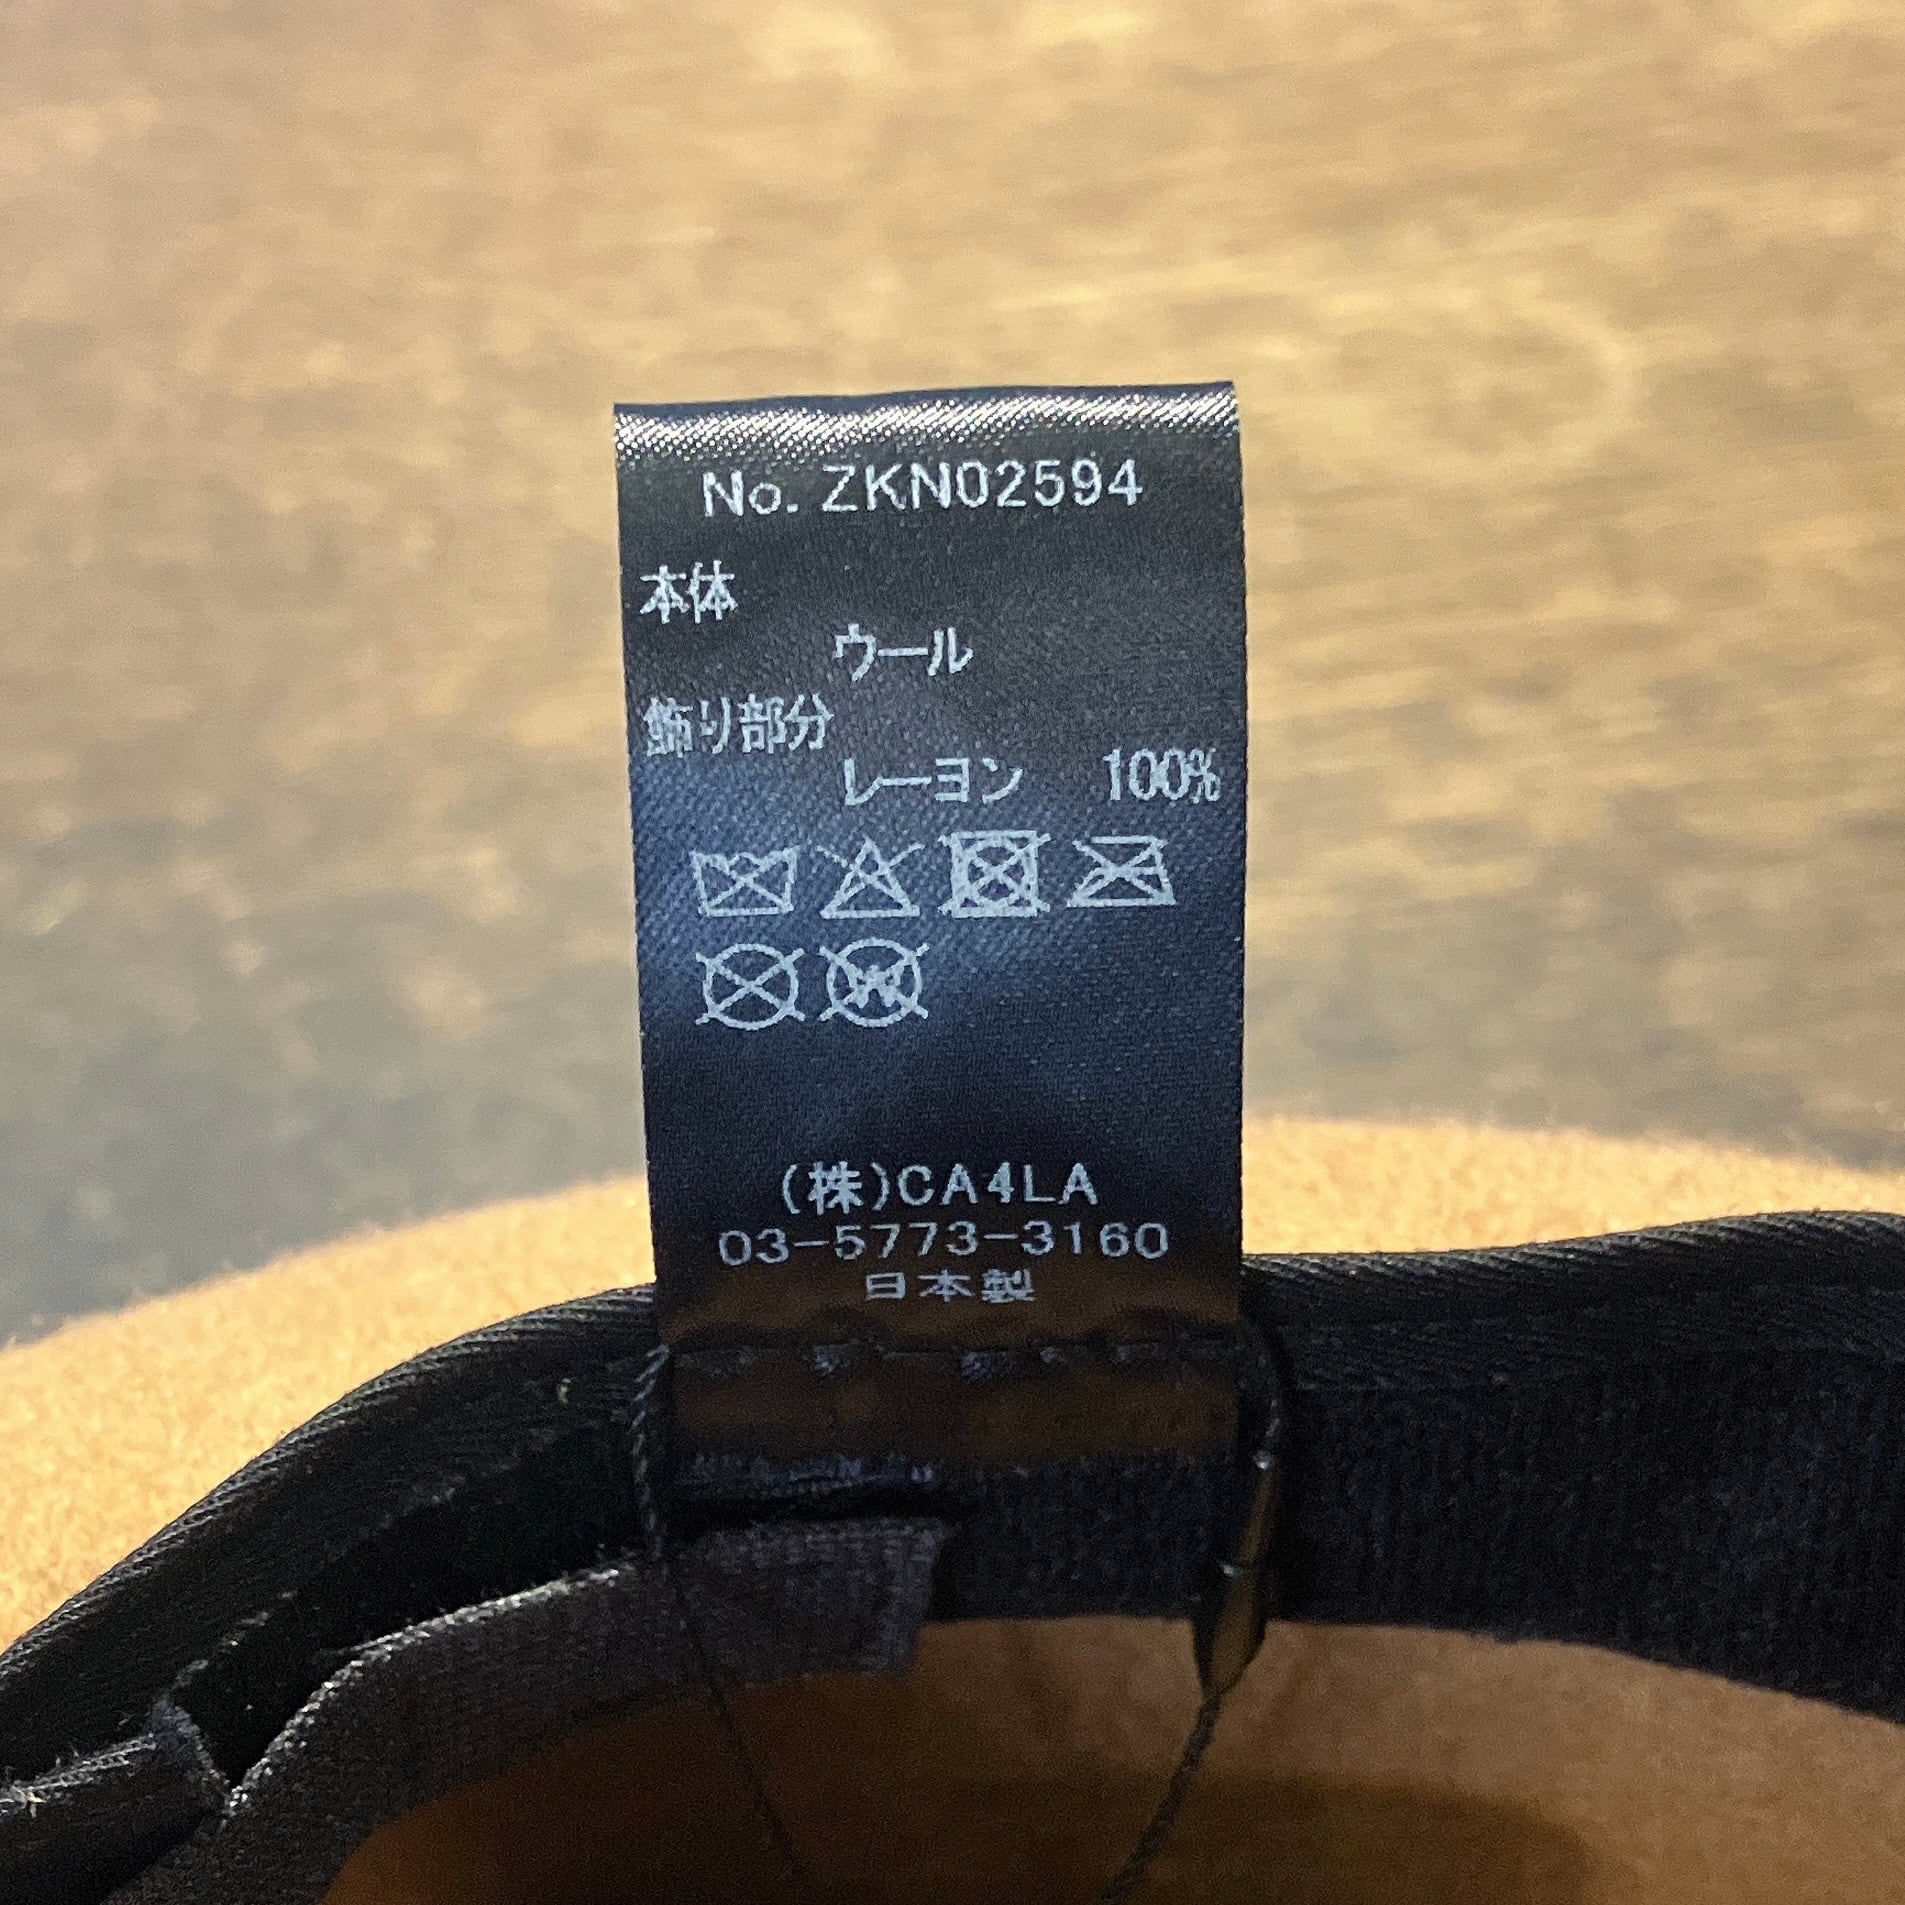 No. ZKN02594
本体
ウール
飾り部分
レーヨン 100%
(株)CA4LA
03-5773-3160
日本製